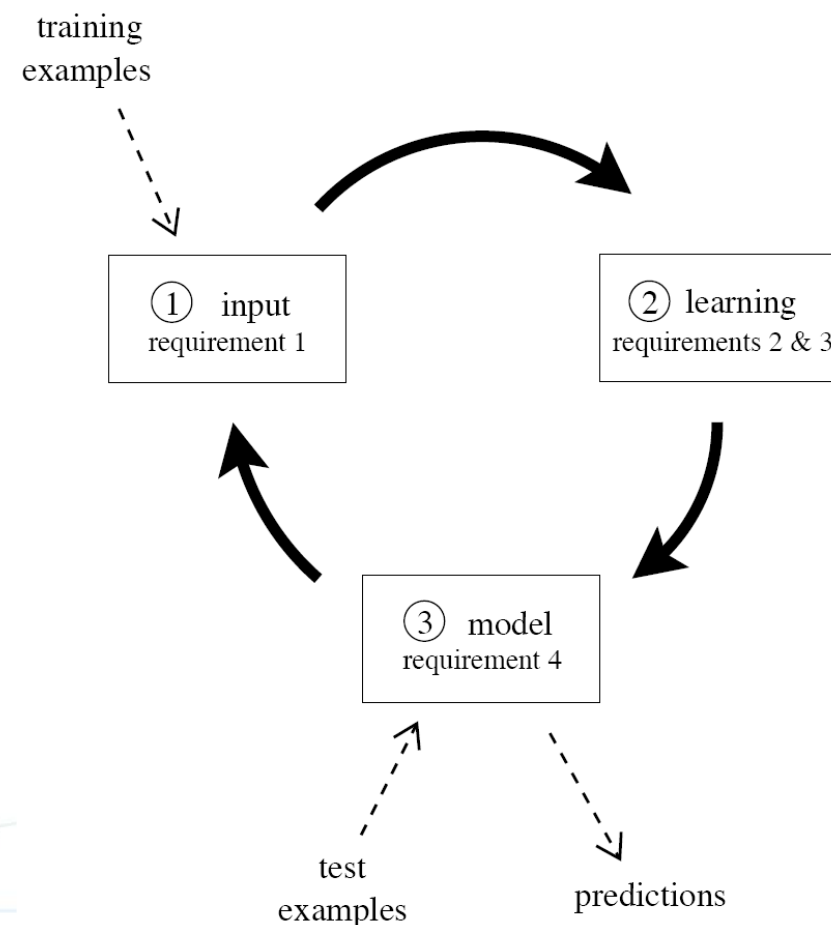 training
examples
① input
requirement 1
② learning
requirements 2 & 3
③ model
requirement 4
test
examples
predictions